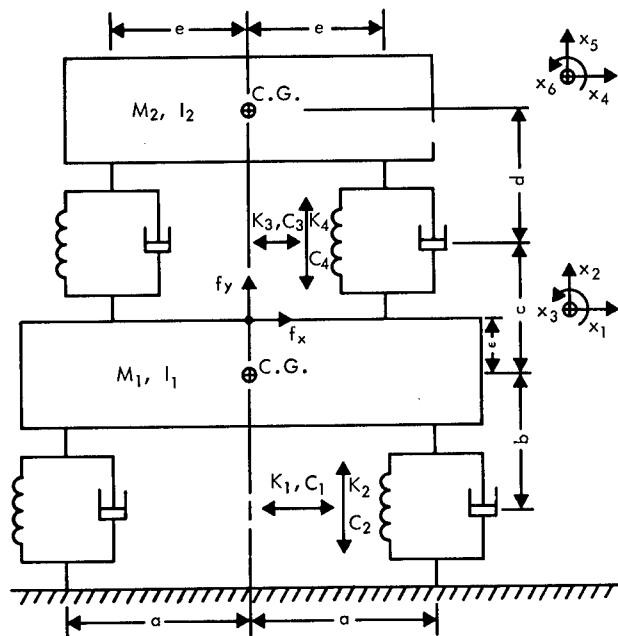 e e
x5
C.G.
M2, I2
x6 x4
d
K3, C3 K4
C4
fy
x2
c
x3
fx x1
ε
M1, I1
C.G.
b
K1, C1 K2
C2
a a